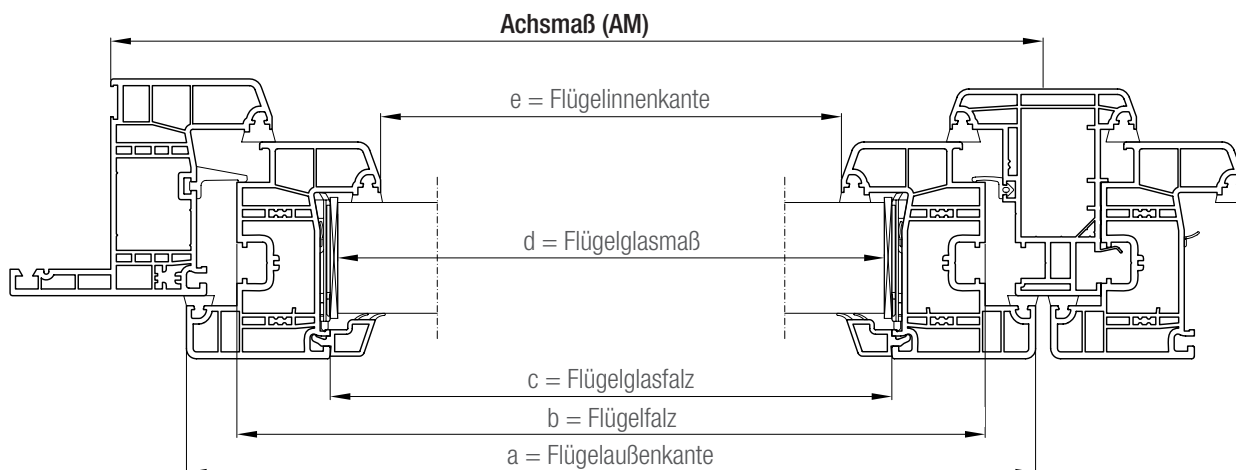 Achsmaß (AM)
e = Flügelinnenkante
d = Flügelglasmaß
c = Flügelglasfalz
b = Flügelfalz
a = Flügelaußenkante